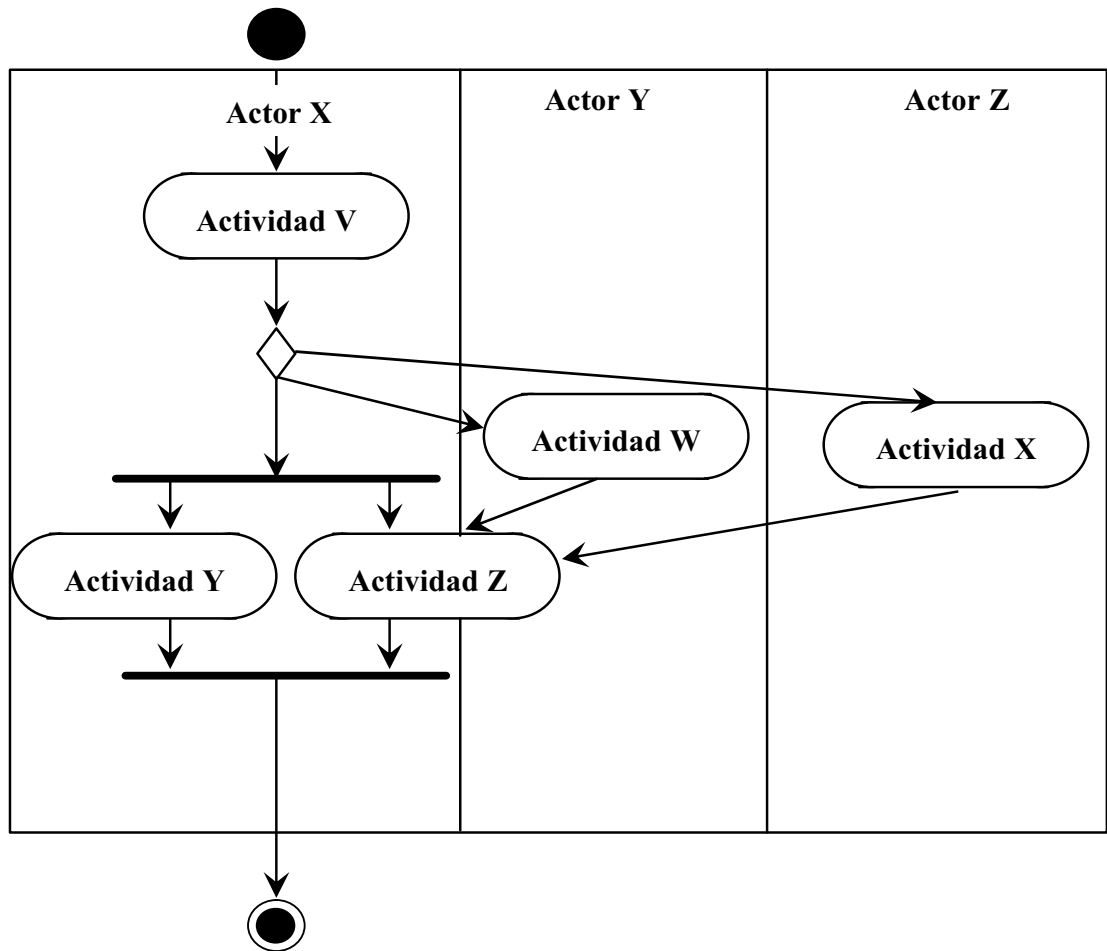 Actor X
Actor Y
Actor Z
Actividad V
Actividad W
Actividad X
Actividad Y
Actividad Z